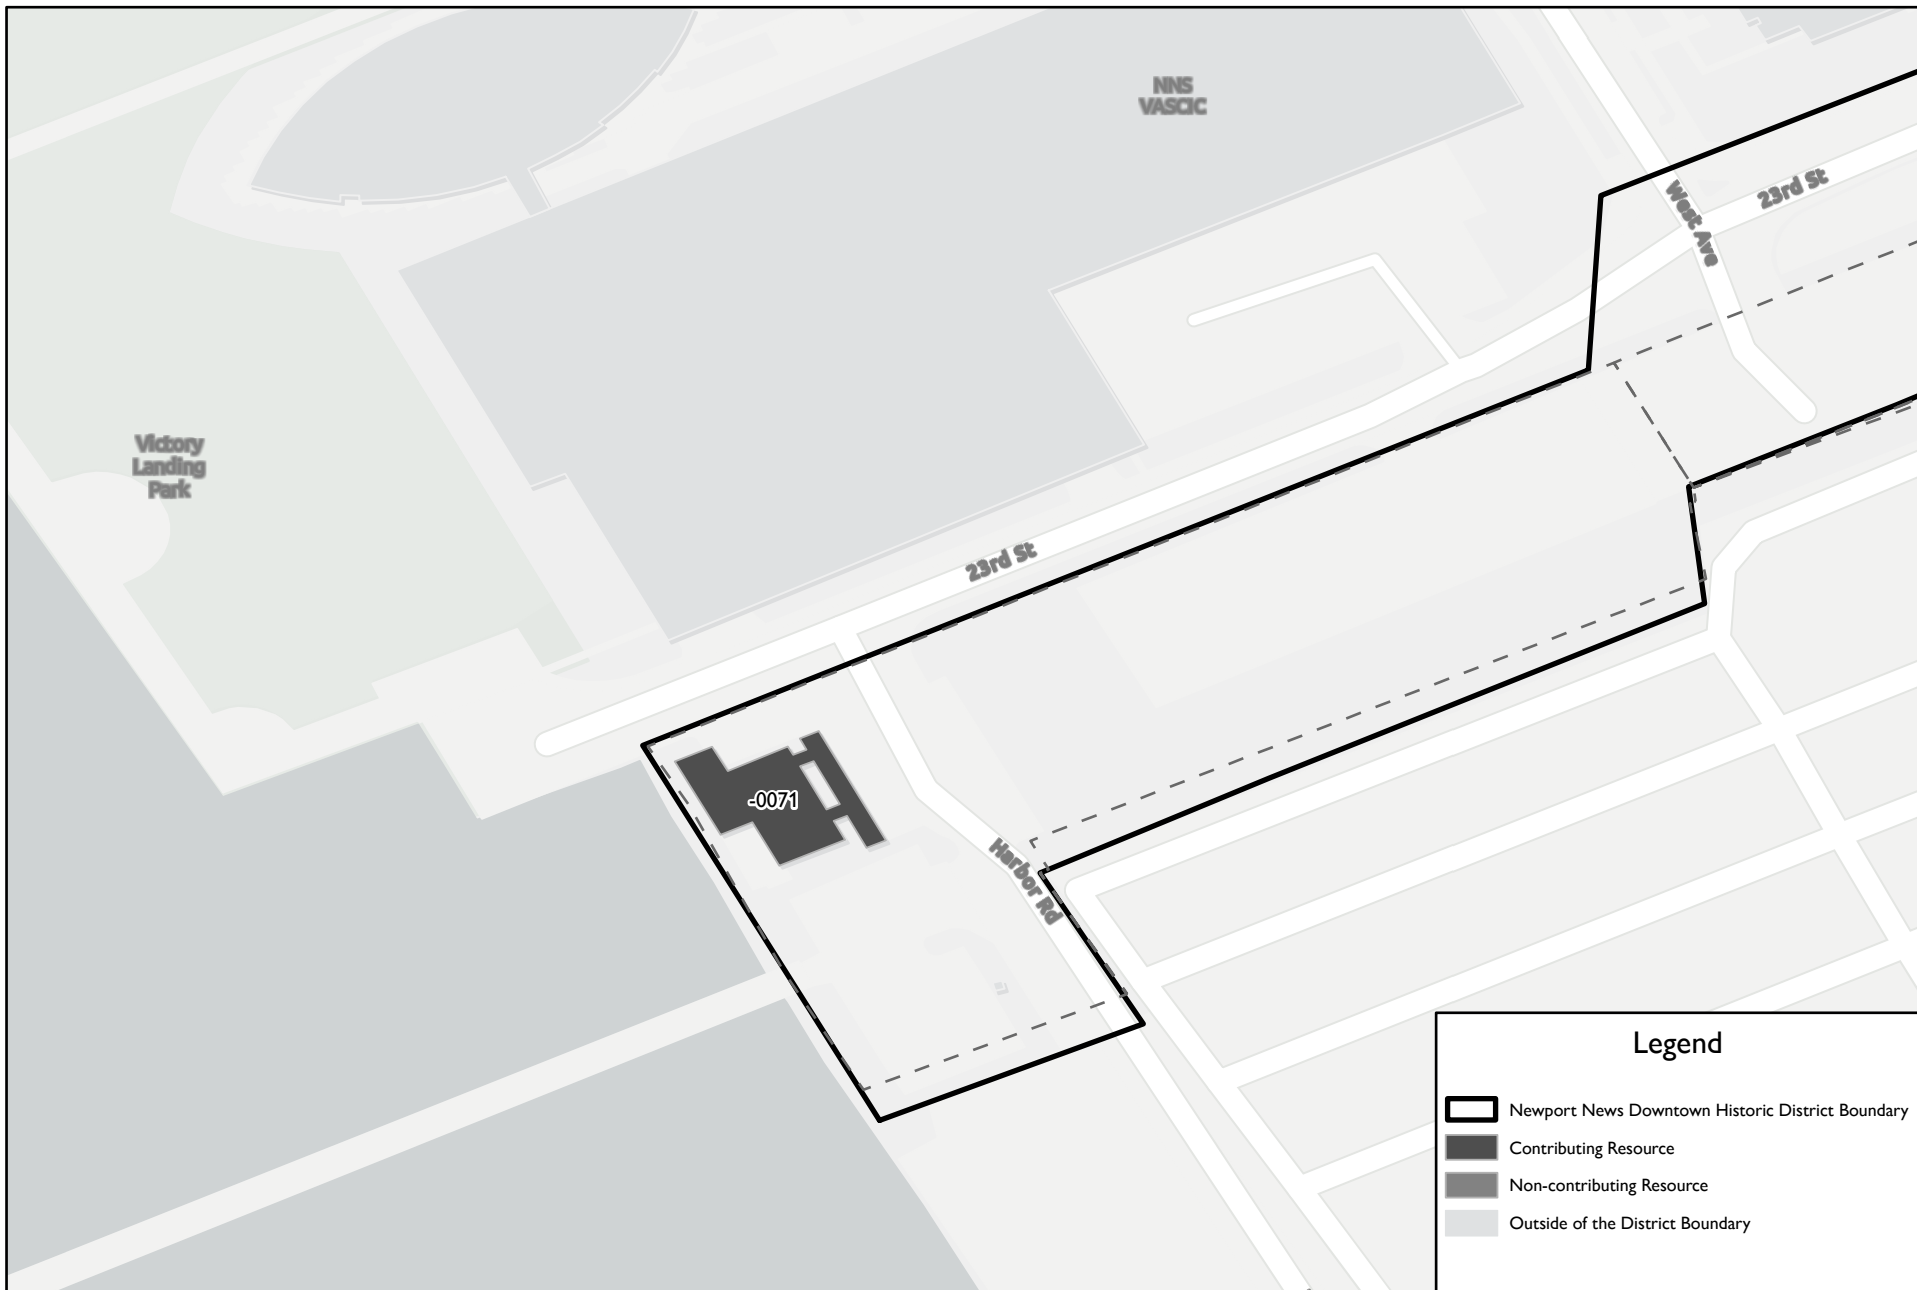 NNS
VASCIC
23rd St
West Ave
Victory
Landing
Park
23rd St
-0071
Harbor Rd
Legend
Newport News Downtown Historic District Boundary
Contributing Resource
Non-contributing Resource
Outside of the District Boundary